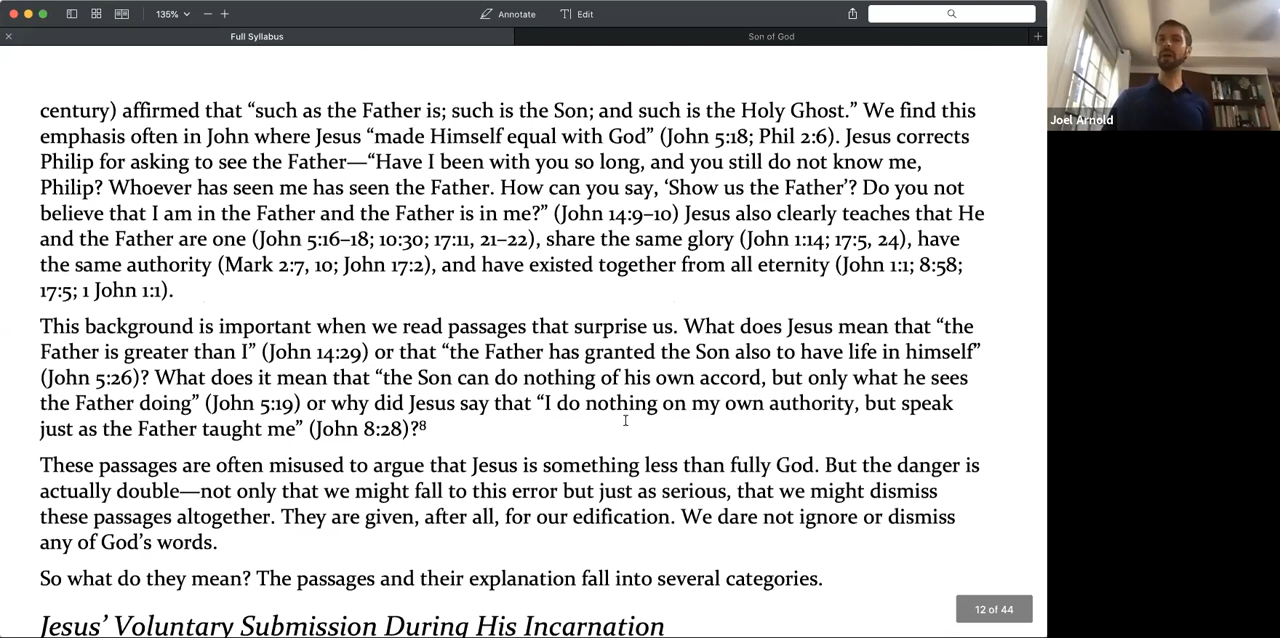 135%
Annotate
Edit
Full Syllabus
Son of God
Joel Arnold
century) affirmed that “such as the Father is; such is the Son; and such is the Holy Ghost.” We find this
emphasis often in John where Jesus “made Himself equal with God” (John 5:18; Phil 2:6). Jesus corrects
Philip for asking to see the Father—“Have I been with you so long, and you still do not know me,
Philip? Whoever has seen me has seen the Father. How can you say, ‘Show us the Father’? Do you not
believe that I am in the Father and the Father is in me?” (John 14:9–10) Jesus also clearly teaches that He
and the Father are one (John 5:16–18; 10:30; 17:11, 21–22), share the same glory (John 1:14; 17:5, 24), have
the same authority (Mark 2:7, 10; John 17:2), and have existed together from all eternity (John 1:1; 8:58;
17:5; 1 John 1:1).
This background is important when we read passages that surprise us. What does Jesus mean that “the
Father is greater than I” (John 14:29) or that “the Father has granted the Son also to have life in himself”
(John 5:26)? What does it mean that “the Son can do nothing of his own accord, but only what he sees
the Father doing” (John 5:19) or why did Jesus say that “I do nothing on my own authority, but speak
just as the Father taught me” (John 8:28)?⁸
These passages are often misused to argue that Jesus is something less than fully God. But the danger is
actually double—not only that we might fall to this error but just as serious, that we might dismiss
these passages altogether. They are given, after all, for our edification. We dare not ignore or dismiss
any of God’s words.
So what do they mean? The passages and their explanation fall into several categories.
12 of 44
Jesus’ Voluntary Submission During His Incarnation